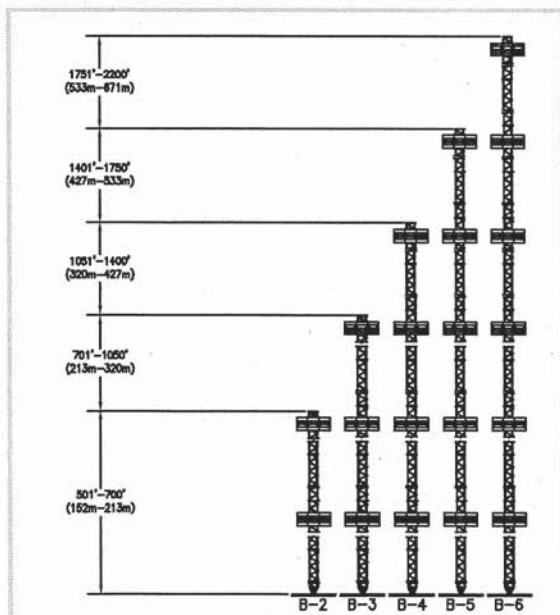 1751'-2200'
(533m-671m)
1401'-1750'
(427m-533m)
1051'-1400'
(320m-427m)
701'-1050'
(213m-320m)
501'-700'
(152m-213m)
B-2 B-3 B-4 B-5 B-6